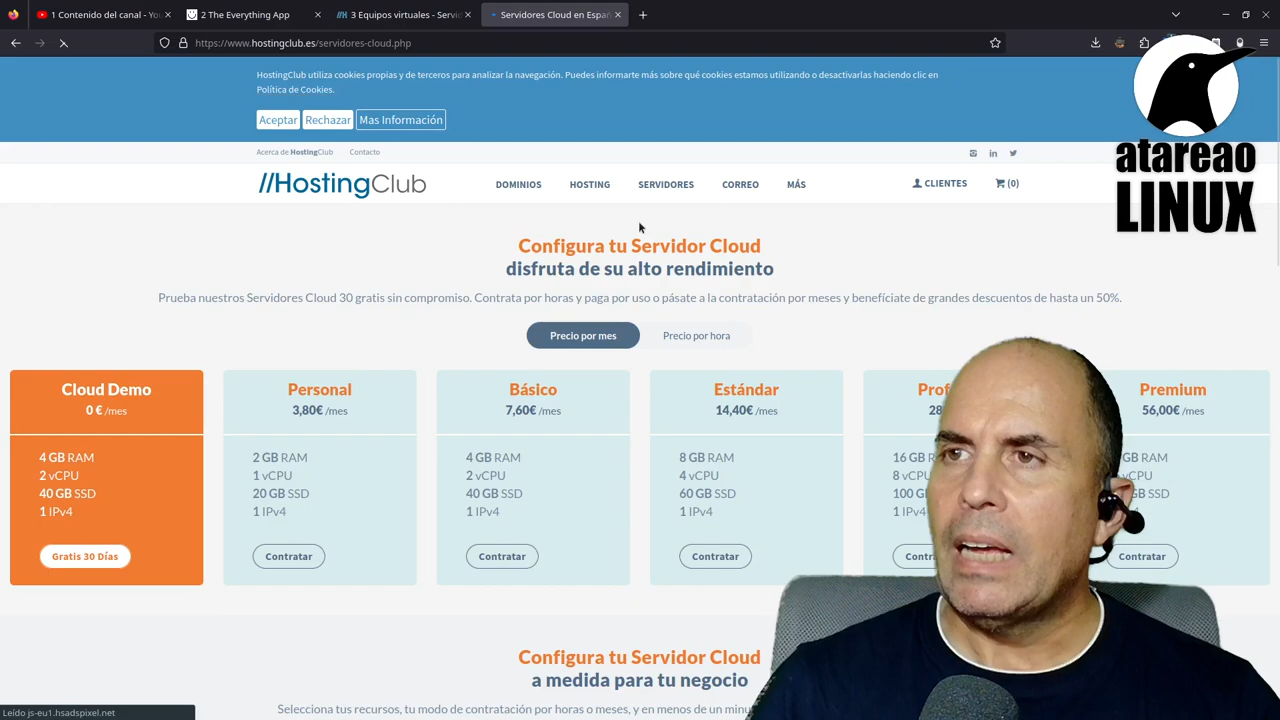 1 Contenido del canal - You
2 The Everything App
3 Equipos virtuales - Servid
Servidores Cloud en Españ
https://www.hostingclub.es/servidores-cloud.php
HostingClub utiliza cookies propias y de terceros para analizar la navegación. Puedes informarte más sobre qué cookies estamos utilizando o desactivarlas haciendo clic en
Política de Cookies.
Aceptar
Rechazar
Mas Información
Acerca de HostingClub
Contacto
//HostingClub
DOMINIOS
HOSTING
SERVIDORES
CORREO
MÁS
CLIENTES
(0)
atareao
LINUX
Configura tu Servidor Cloud
disfruta de su alto rendimiento
Prueba nuestros Servidores Cloud 30 gratis sin compromiso. Contrata por horas y paga por uso o pásate a la contratación por meses y benefíciate de grandes descuentos de hasta un 50%.
Precio por mes
Precio por hora
Cloud Demo
0 € /mes
4 GB RAM
2 vCPU
40 GB SSD
1 IPv4
Gratis 30 Días
Personal
3,80€ /mes
2 GB RAM
1 vCPU
20 GB SSD
1 IPv4
Contratar
Básico
7,60€ /mes
4 GB RAM
2 vCPU
40 GB SSD
1 IPv4
Contratar
Estándar
14,40€ /mes
8 GB RAM
4 vCPU
60 GB SSD
1 IPv4
Contratar
Prof
28
16 GB R
8 vCPU
100 G
1 IPv4
Contr
Premium
56,00€ /mes
GB RAM
vCPU
GB SSD
Contratar
Configura tu Servidor Cloud
a medida para tu negocio
Selecciona tus recursos, tu modo de contratación por horas o meses, y en menos de un minu
Leído js-eu1.hsadspixel.net